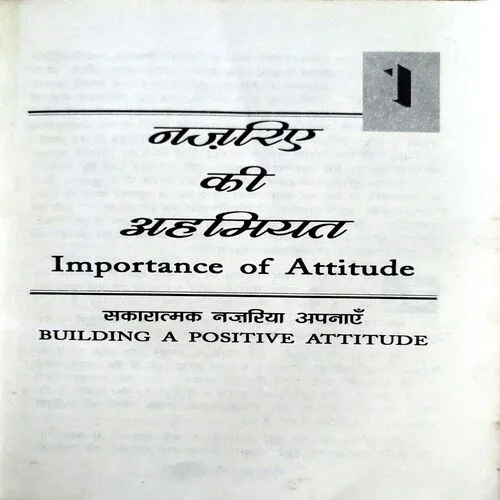 1
नज़रिए
की
अहमियत
Importance of Attitude
सकारात्मक नज़रिया अपनाएँ
BUILDING A POSITIVE ATTITUDE